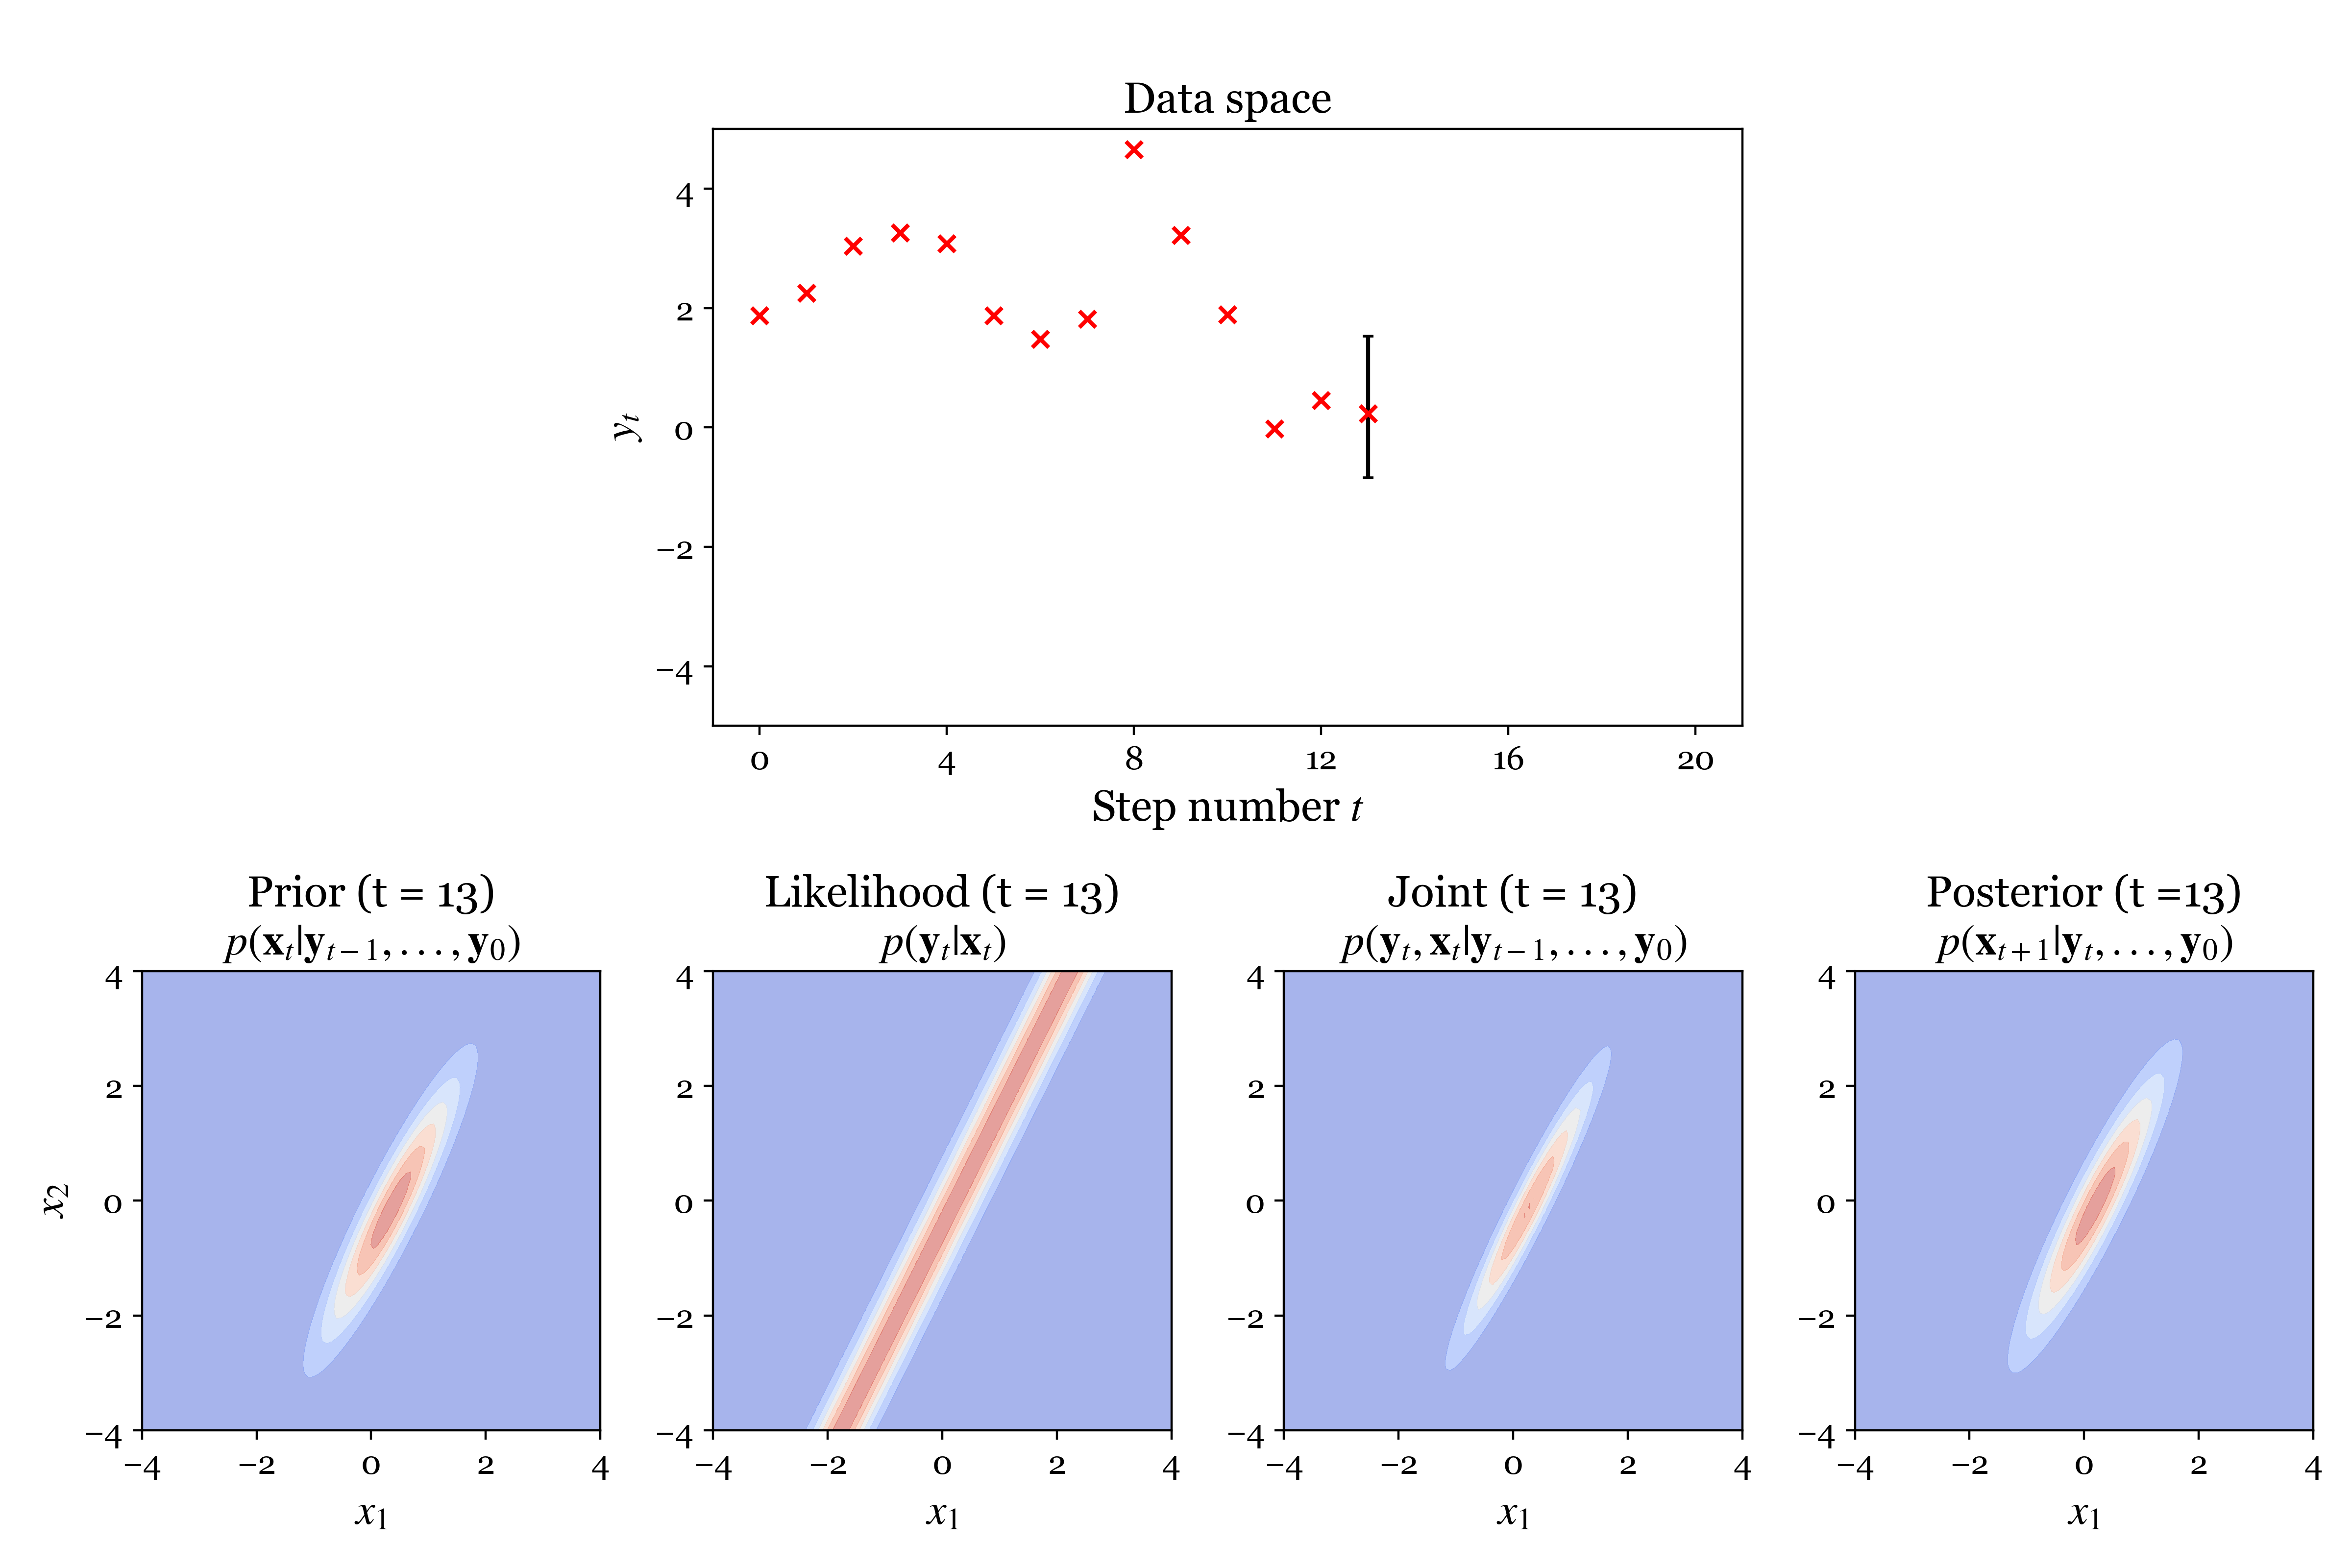 Data space
4
2
0
−2
−4
y_t
0 4 8 12 16 20
Step number t
Prior (t = 13)
p(x_t|y_{t−1}, . . . , y_0)
Likelihood (t = 13)
p(y_t|x_t)
Joint (t = 13)
p(y_t, x_t|y_{t−1}, . . . , y_0)
Posterior (t =13)
p(x_{t+1}|y_t, . . . , y_0)
4
2
0
−2
−4
x_2
−4 −2 0 2 4
x_1
4
2
0
−2
−4
−4 −2 0 2 4
x_1
4
2
0
−2
−4
−4 −2 0 2 4
x_1
4
2
0
−2
−4
−4 −2 0 2 4
x_1